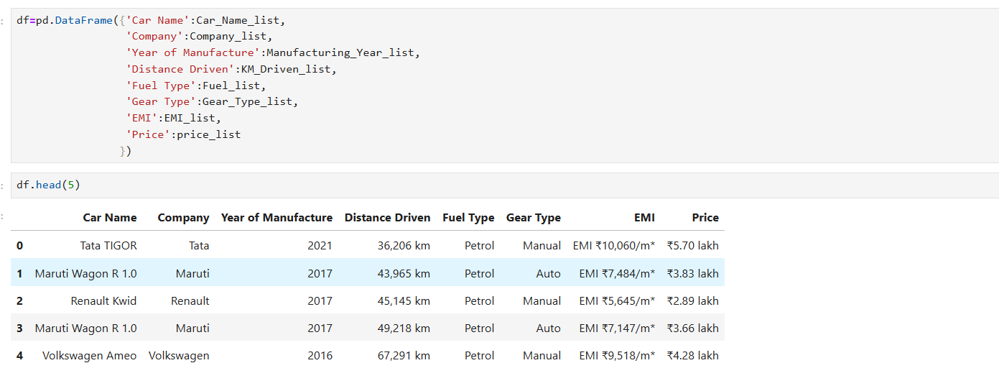 df=pd.DataFrame({'Car Name':Car_Name_list,
'Company':Company_list,
'Year of Manufacture':Manufacturing_Year_list,
'Distance Driven':KM_Driven_list,
'Fuel Type':Fuel_list,
'Gear Type':Gear_Type_list,
'EMI':EMI_list,
'Price':price_list
})
df.head(5)
Car Name Company Year of Manufacture Distance Driven Fuel Type Gear Type EMI Price
0 Tata TIGOR Tata 2021 36,206 km Petrol Manual EMI ₹10,060/m* ₹5.70 lakh
1 Maruti Wagon R 1.0 Maruti 2017 43,965 km Petrol Auto EMI ₹7,484/m* ₹3.83 lakh
2 Renault Kwid Renault 2017 45,145 km Petrol Manual EMI ₹5,645/m* ₹2.89 lakh
3 Maruti Wagon R 1.0 Maruti 2017 49,218 km Petrol Auto EMI ₹7,147/m* ₹3.66 lakh
4 Volkswagen Ameo Volkswagen 2016 67,291 km Petrol Manual EMI ₹9,518/m* ₹4.28 lakh